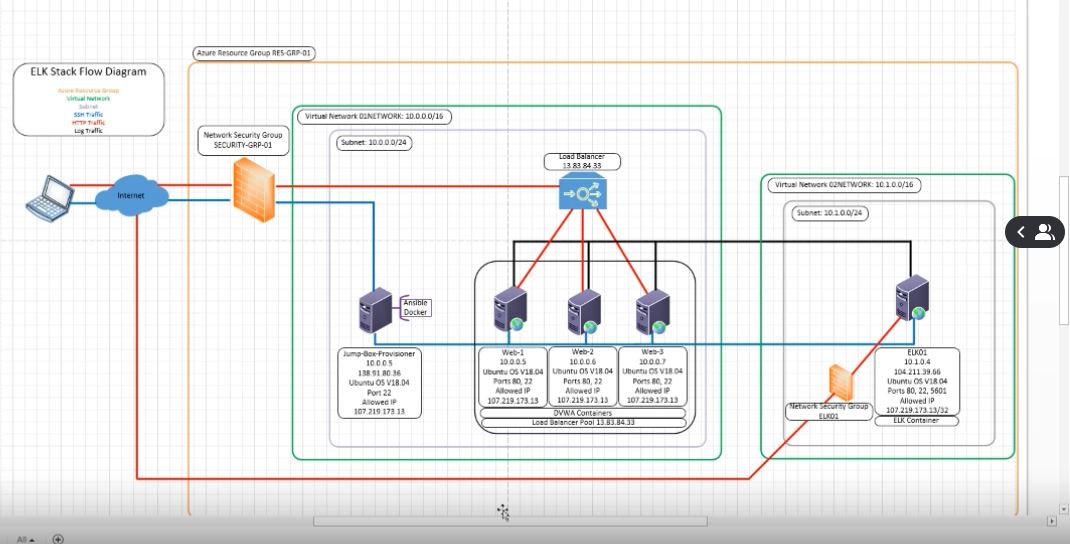 Azure Resource Group RES-GRP-01
ELK Stack Flow Diagram
Azure Resource Group
Virtual Network
Subnet
SSH Traffic
HTTP Traffic
Log Traffic
Virtual Network 01NETWORK: 10.0.0.0/16
Network Security Group
SECURITY-GRP-01
Subnet: 10.0.0.0/24
Load Balancer
13.83.84.33
Virtual Network 02NETWORK: 10.1.0.0/16
Subnet: 10.1.0.0/24
Internet
Ansible
Docker
Jump-Box-Provisioner
10.0.0.5
138.91.80.36
Ubuntu OS V18.04
Port 22
Allowed IP
107.219.173.13
Web-1
10.0.0.5
Ubuntu OS V18.04
Ports 80, 22
Allowed IP
107.219.173.13
Web-2
10.0.0.6
Ubuntu OS V18.04
Ports 80, 22
Allowed IP
107.219.173.13
Web-3
10.0.0.7
Ubuntu OS V18.04
Ports 80, 22
Allowed IP
107.219.173.13
DVWA Containers
Load Balancer Pool 13.83.84.33
ELK01
10.1.0.4
104.211.39.66
Ubuntu OS V18.04
Ports 80, 22, 5601
Allowed IP
107.219.173.13/32
ELK Container
Network Security Group
ELK01
All